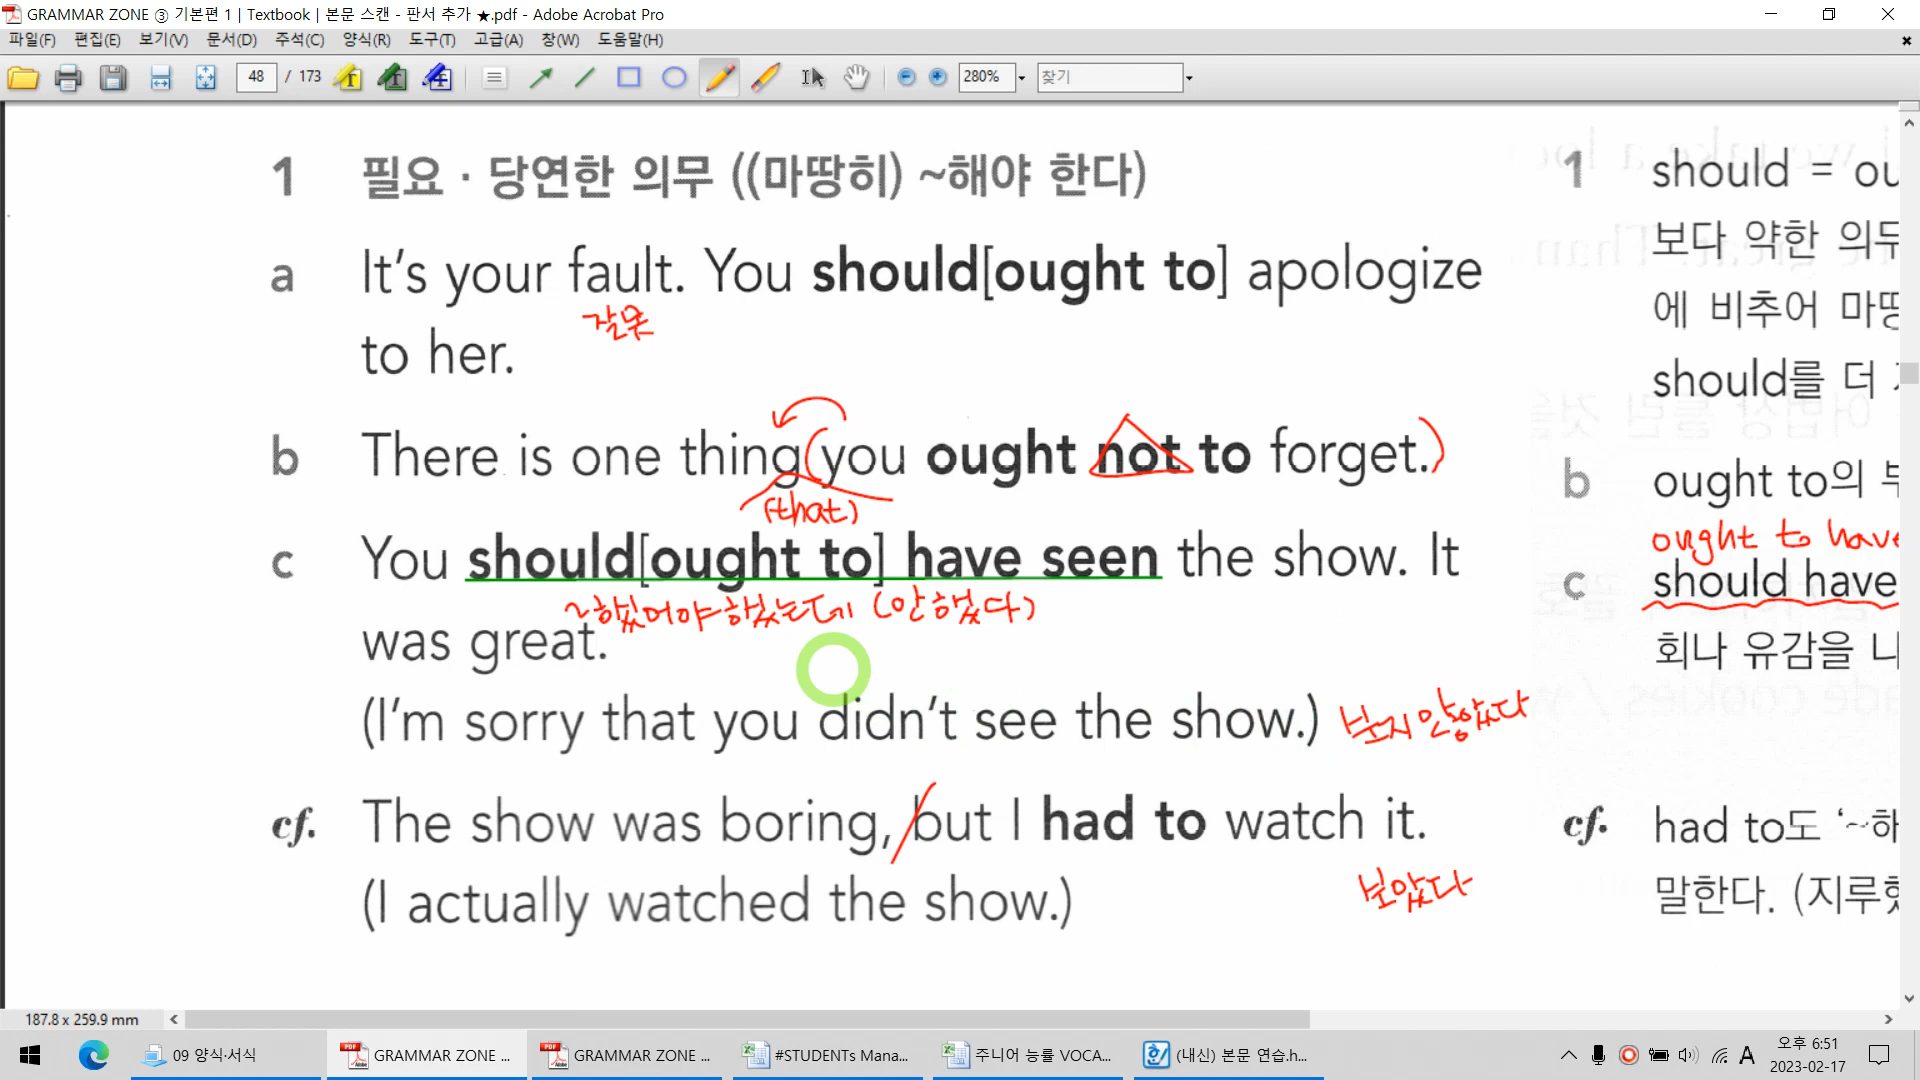 GRAMMAR ZONE ③ 기본편 1 | Textbook | 본문 스캔 - 판서 추가 ★.pdf - Adobe Acrobat Pro
파일(F) 편집(E) 보기(V) 문서(D) 주석(C) 양식(R) 도구(T) 고급(A) 창(W) 도움말(H)
48 / 173 280% 찾기
1 필요 · 당연한 의무 ((마땅히) ~해야 한다)
a It's your fault. You should[ought to] apologize
잘못
to her.
b There is one thing (you ought not to forget.)
(that)
c You should[ought to] have seen the show. It
~했어야 했는데 (안 했다)
was great.
(I'm sorry that you didn't see the show.) 보지 않았다
cf. The show was boring, / but I had to watch it.
보았다
(I actually watched the show.)
1 should = ou
보다 약한 의무
에 비추어 마땅
should를 더
b ought to의 부
ought to have
c should have
회나 유감을 나
cf. had to도 '~해
말한다. (지루했
187.8 x 259.9 mm
09 양식·서식
GRAMMAR ZONE ...
GRAMMAR ZONE ...
#STUDENTs Mana...
주니어 능률 VOCA...
(내신) 본문 연습.h...
A
오후 6:51
2023-02-17